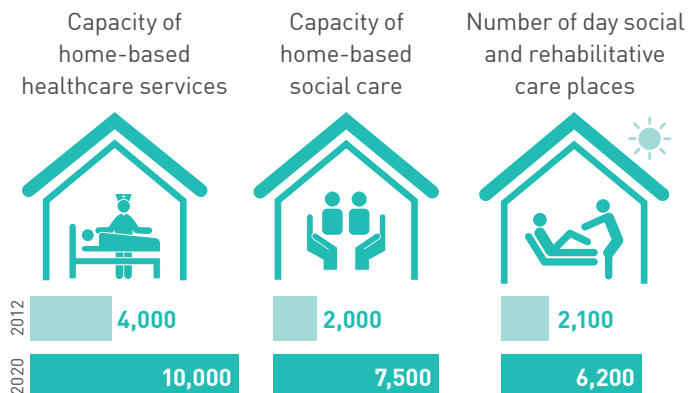 Capacity of
home-based
healthcare services
Capacity of
home-based
social care
Number of day social
and rehabilitative
care places
2012
4,000
2,000
2,100
2020
10,000
7,500
6,200